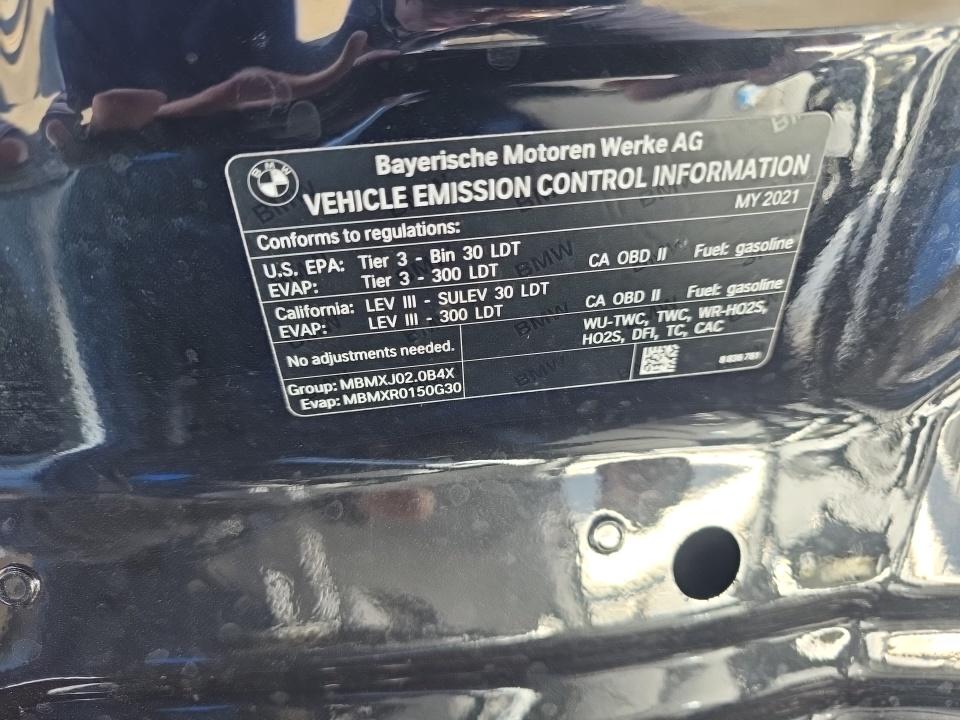 BMW
Bayerische Motoren Werke AG
VEHICLE EMISSION CONTROL INFORMATION
MY 2021
Conforms to regulations:
U.S. EPA: Tier 3 - Bin 30 LDT CA OBD II Fuel: gasoline
EVAP: Tier 3 - 300 LDT
California: LEV III - SULEV 30 LDT CA OBD II Fuel: gasoline
EVAP: LEV III - 300 LDT
WU-TWC, TWC, WR-HO2S,
HO2S, DFI, TC, CAC
No adjustments needed.
Group: MBMXJ02.0B4X
Evap: MBMXR0150G30